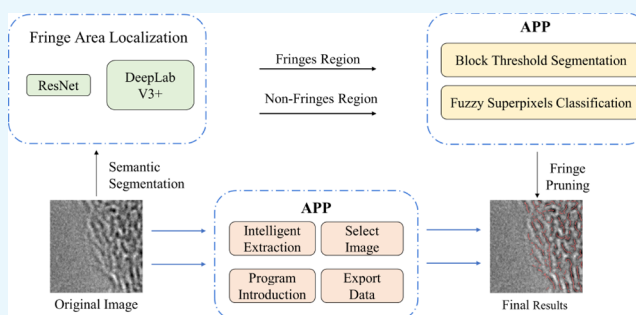 Fringe Area Localization
ResNet
DeepLab
V3+
Fringes Region
Non-Fringes Region
APP
Block Threshold Segmentation
Fuzzy Superpixels Classification
Semantic
Segmentation
Fringe
Pruning
APP
Intelligent
Extraction
Select
Image
Program
Introduction
Export
Data
Original Image
Final Results